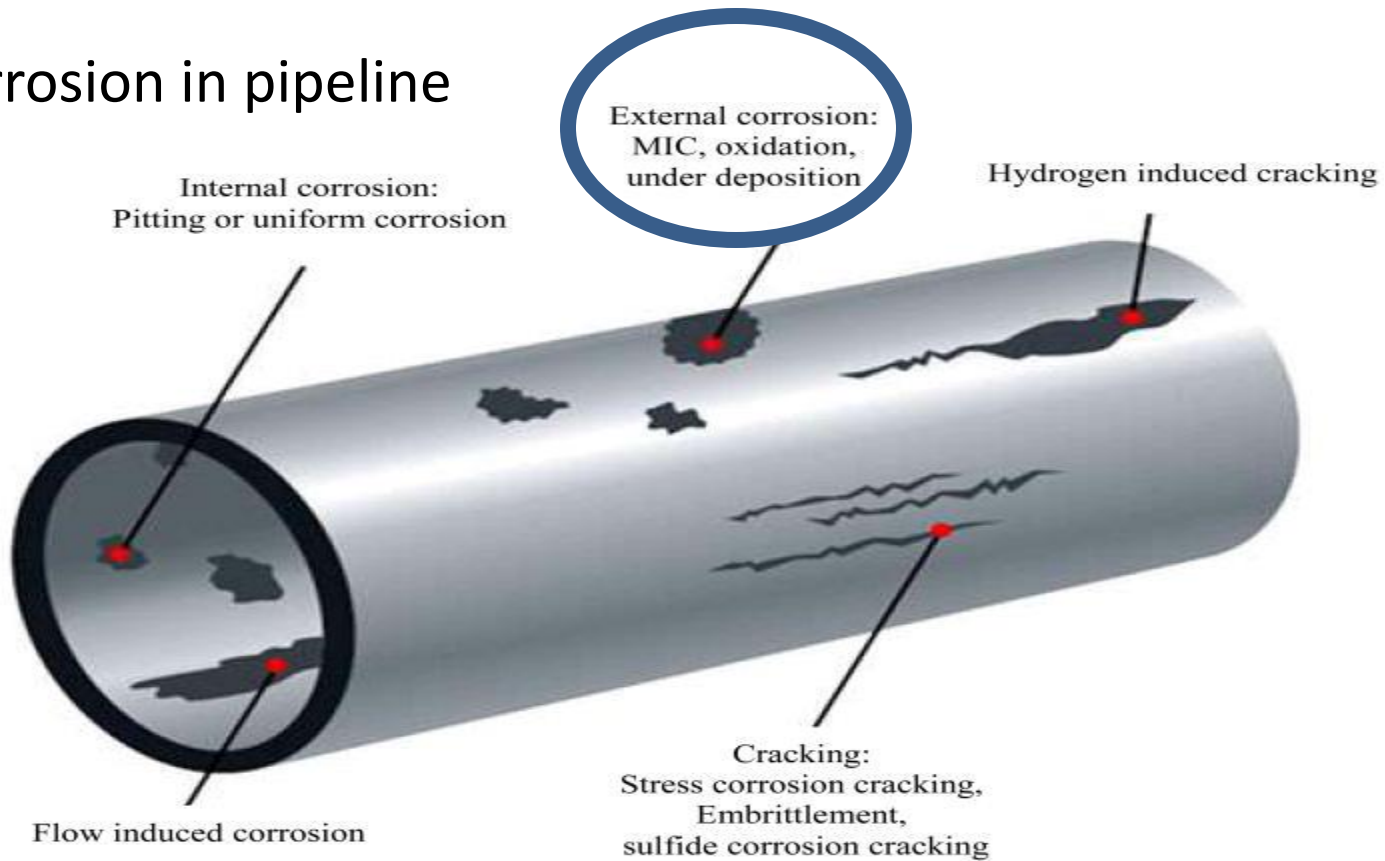 rrosion in pipeline
External corrosion:
MIC, oxidation,
under deposition
Internal corrosion:
Pitting or uniform corrosion
Hydrogen induced cracking
Flow induced corrosion
Cracking:
Stress corrosion cracking,
Embrittlement,
sulfide corrosion cracking